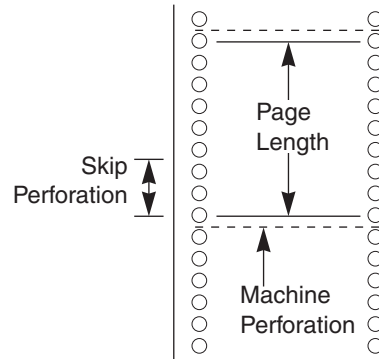 Page
Length
Skip
Perforation
Machine
Perforation